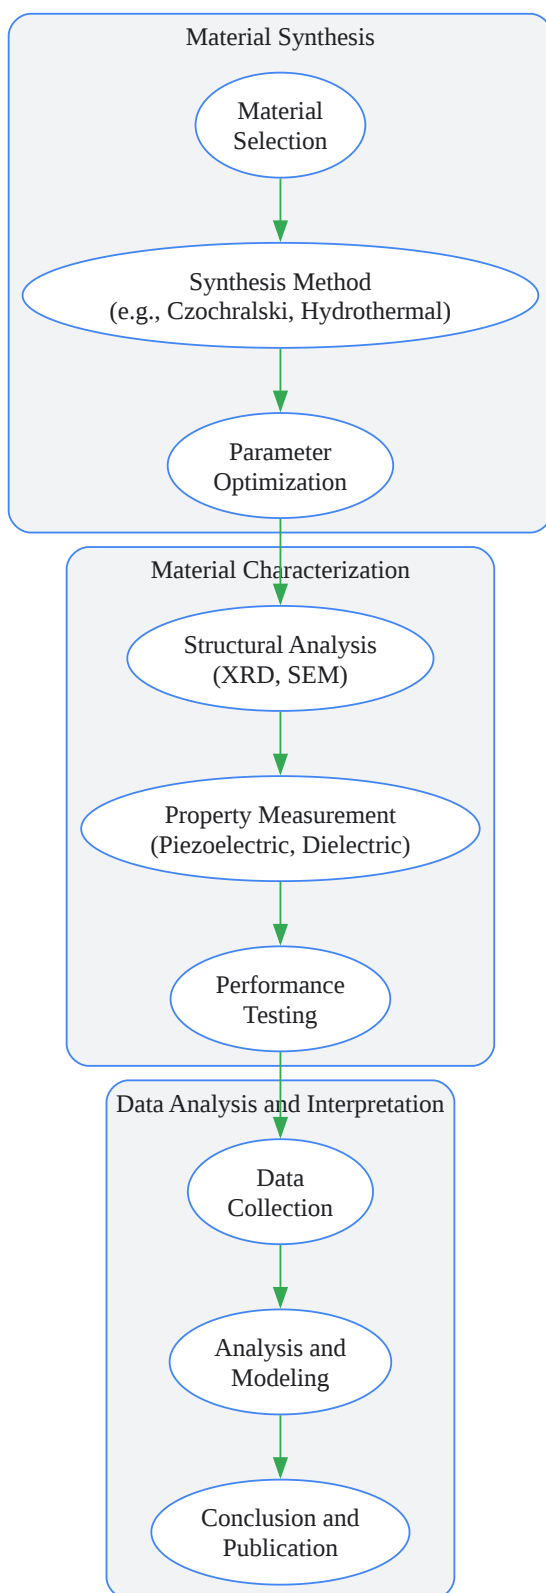 Material Synthesis
Material
Selection
Synthesis Method
(e.g., Czochralski, Hydrothermal)
Parameter
Optimization
Material Characterization
Structural Analysis
(XRD, SEM)
Property Measurement
(Piezoelectric, Dielectric)
Performance
Testing
Data Analysis and Interpretation
Data
Collection
Analysis and
Modeling
Conclusion and
Publication